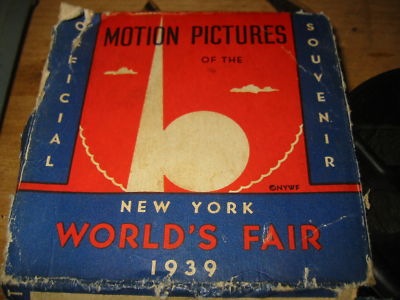 OFFICIAL
MOTION PICTURES
OF THE
SOUVENIR
©NYWF
NEW YORK
WORLD'S FAIR
1939